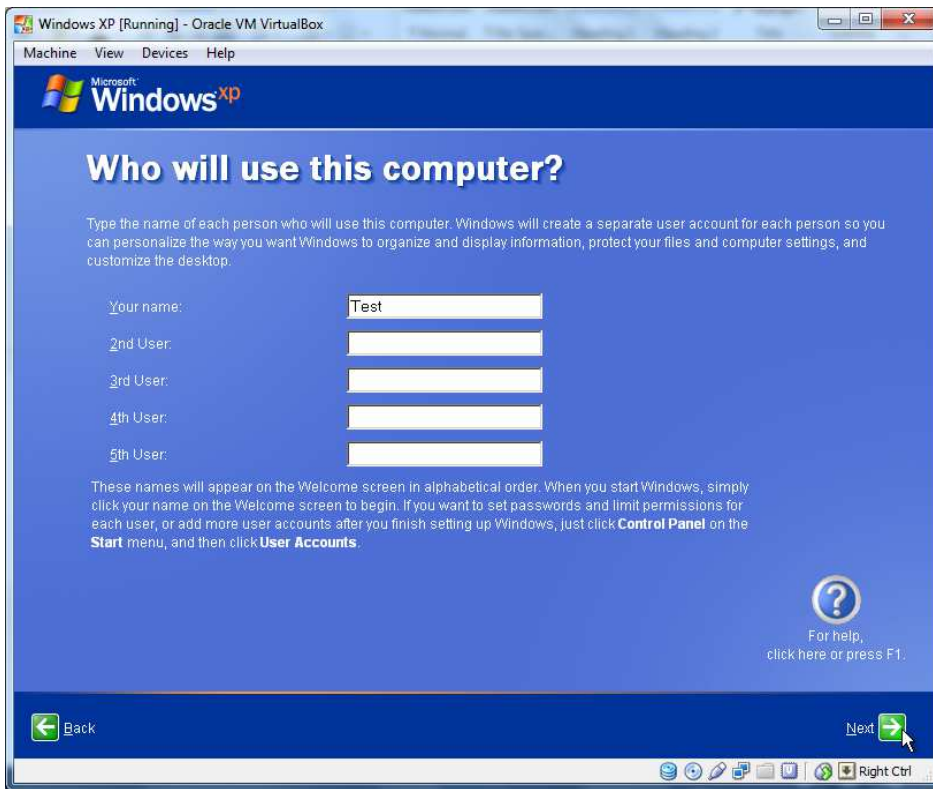 Windows XP [Running] - Oracle VM VirtualBox
Machine View Devices Help
Microsoft
Windows xp
Who will use this computer?
Type the name of each person who will use this computer. Windows will create a separate user account for each person so you
can personalize the way you want Windows to organize and display information, protect your files and computer settings, and
customize the desktop.
Your name: Test
2nd User:
3rd User:
4th User:
5th User:
These names will appear on the Welcome screen in alphabetical order. When you start Windows, simply
click your name on the Welcome screen to begin. If you want to set passwords and limit permissions for
each user, or add more user accounts after you finish setting up Windows, just click Control Panel on the
Start menu, and then click User Accounts.
For help,
click here or press F1.
Back
Next
Right Ctrl